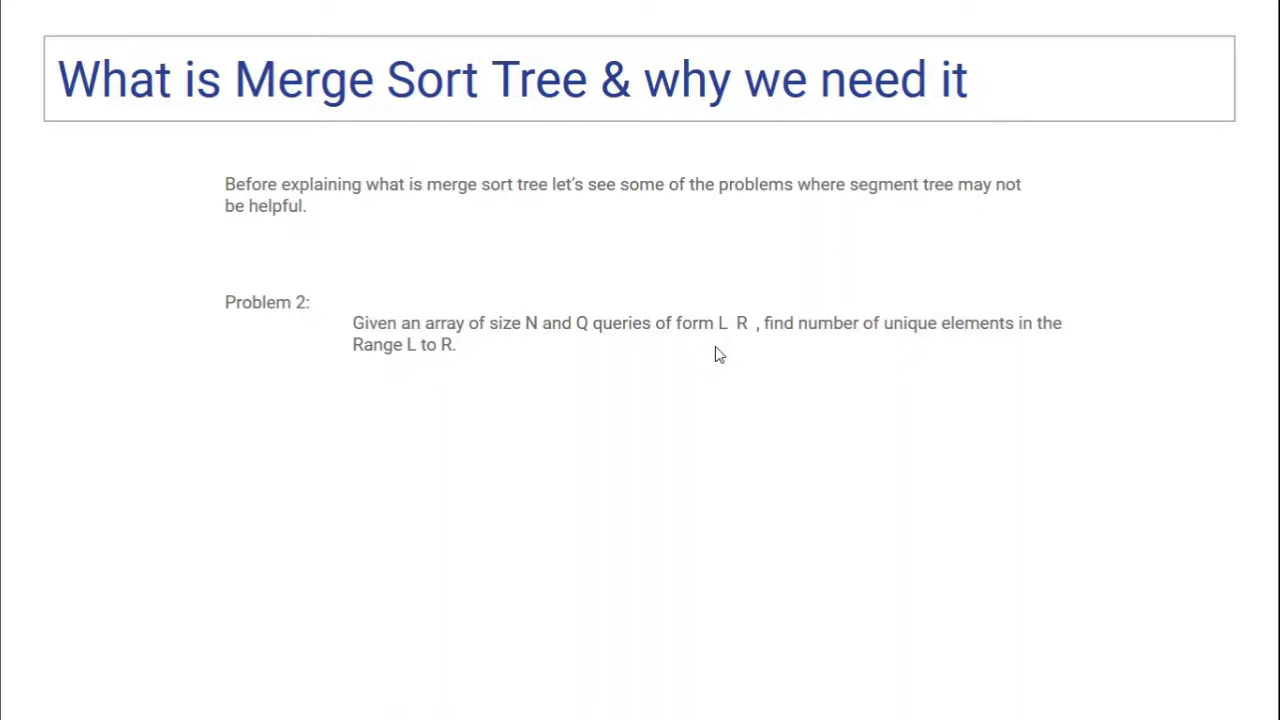 What is Merge Sort Tree & why we need it
Before explaining what is merge sort tree let's see some of the problems where segment tree may not
be helpful.
Problem 2:
Given an array of size N and Q queries of form L R , find number of unique elements in the
Range L to R.